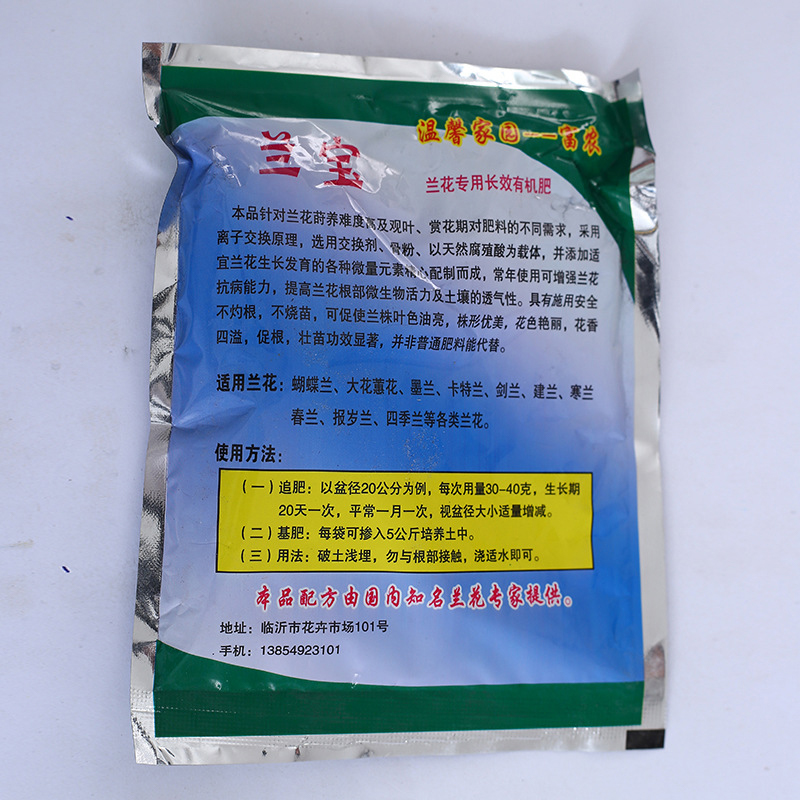 温馨家园——富农
兰宝
兰花专用长效有机肥
本品针对兰花莳养难度高及观叶、赏花期对肥料的不同需求，采用
离子交换原理，选用交换剂、骨粉、以天然腐殖酸为载体，并添加适
宜兰花生长发育的各种微量元素精心配制而成，常年使用可增强兰花
抗病能力，提高兰花根部微生物活力及土壤的透气性。具有施用安全
不灼根，不烧苗，可促使兰株叶色油亮，株形优美，花色艳丽，花香
四溢，促根，壮苗功效显著，并非普通肥料能代替。
适用兰花：蝴蝶兰、大花蕙花、墨兰、卡特兰、剑兰、建兰、寒兰
春兰、报岁兰、四季兰等各类兰花。
使用方法：
（一）追肥：以盆径20公分为例，每次用量30-40克，生长期
20天一次，平常一月一次，视盆径大小适量增减。
（二）基肥：每袋可掺入5公斤培养土中。
（三）用法：破土浅埋，勿与根部接触，浇适水即可。
本品配方由国内知名兰花专家提供。
地址：临沂市花卉市场101号
手机：13854923101